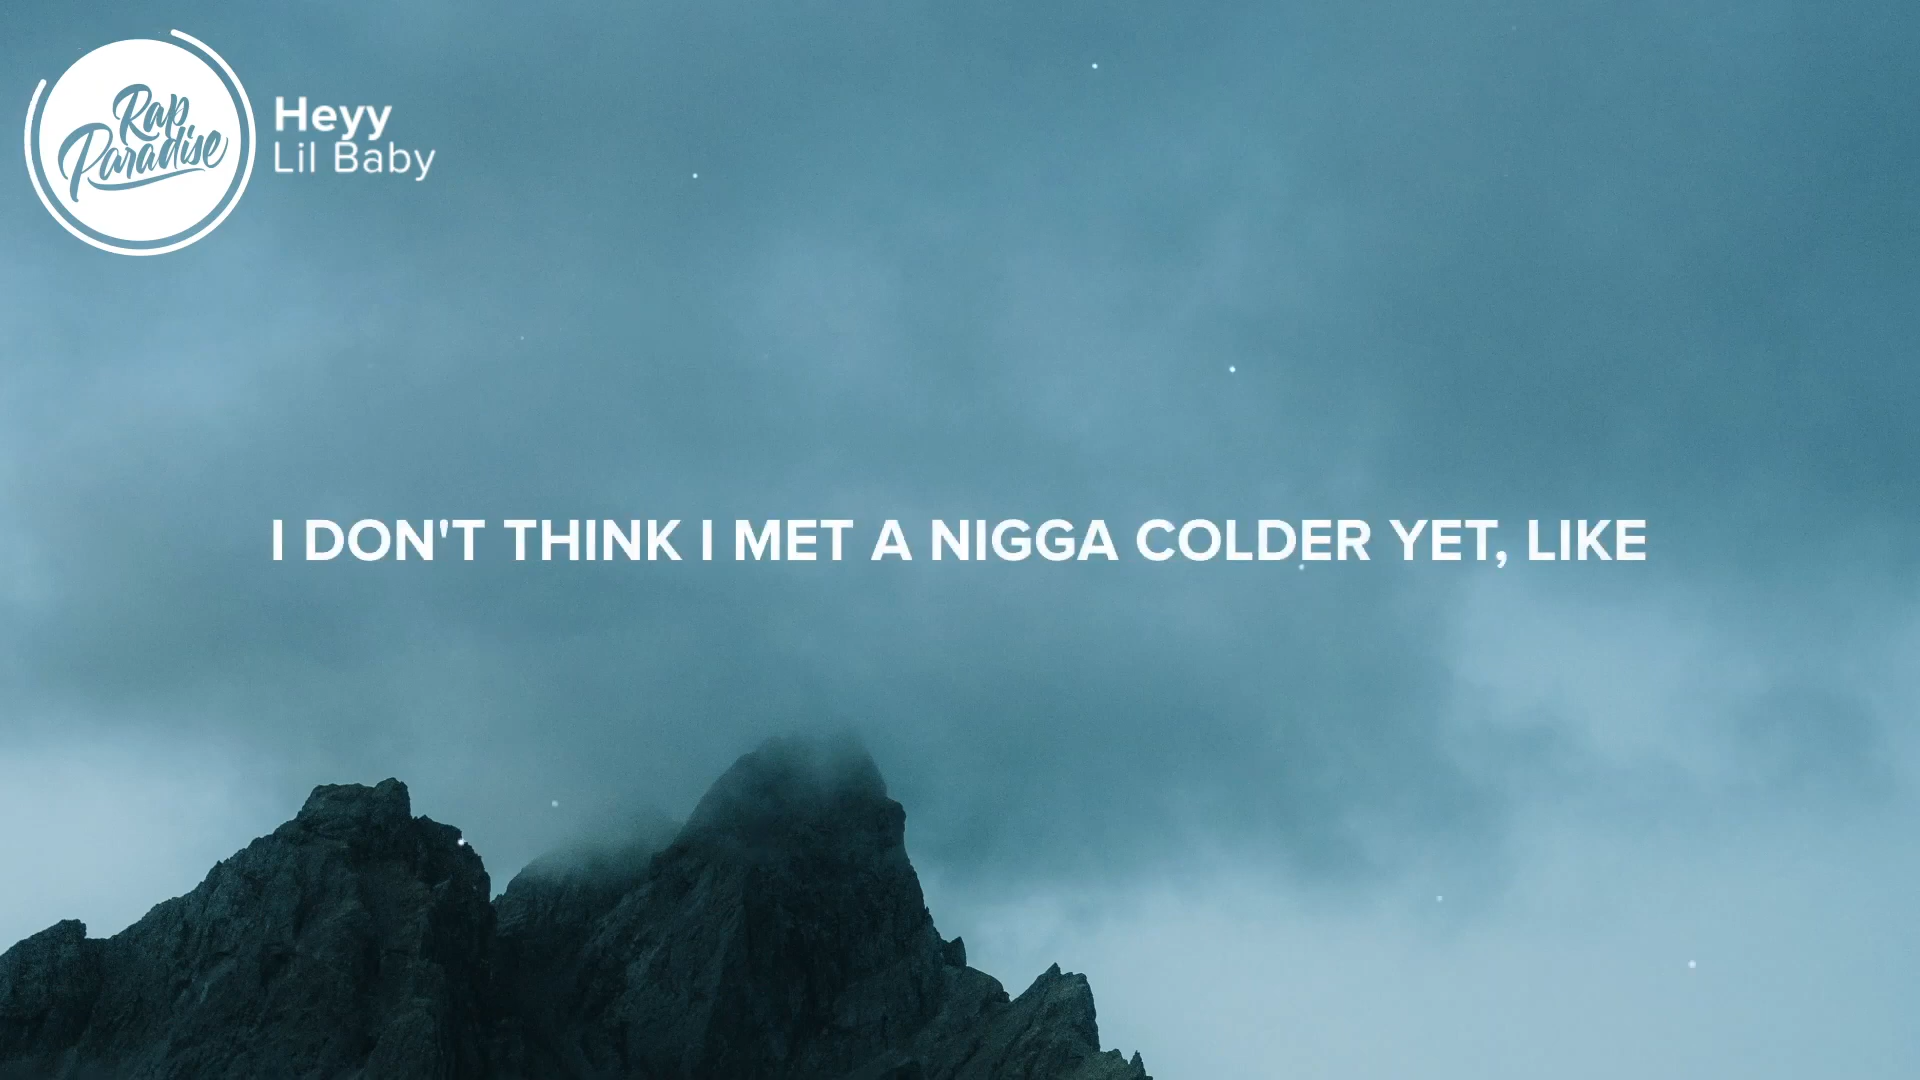 Rap
Paradise
Heyy
Lil Baby
I DON'T THINK I MET A NIGGA COLDER YET, LIKE